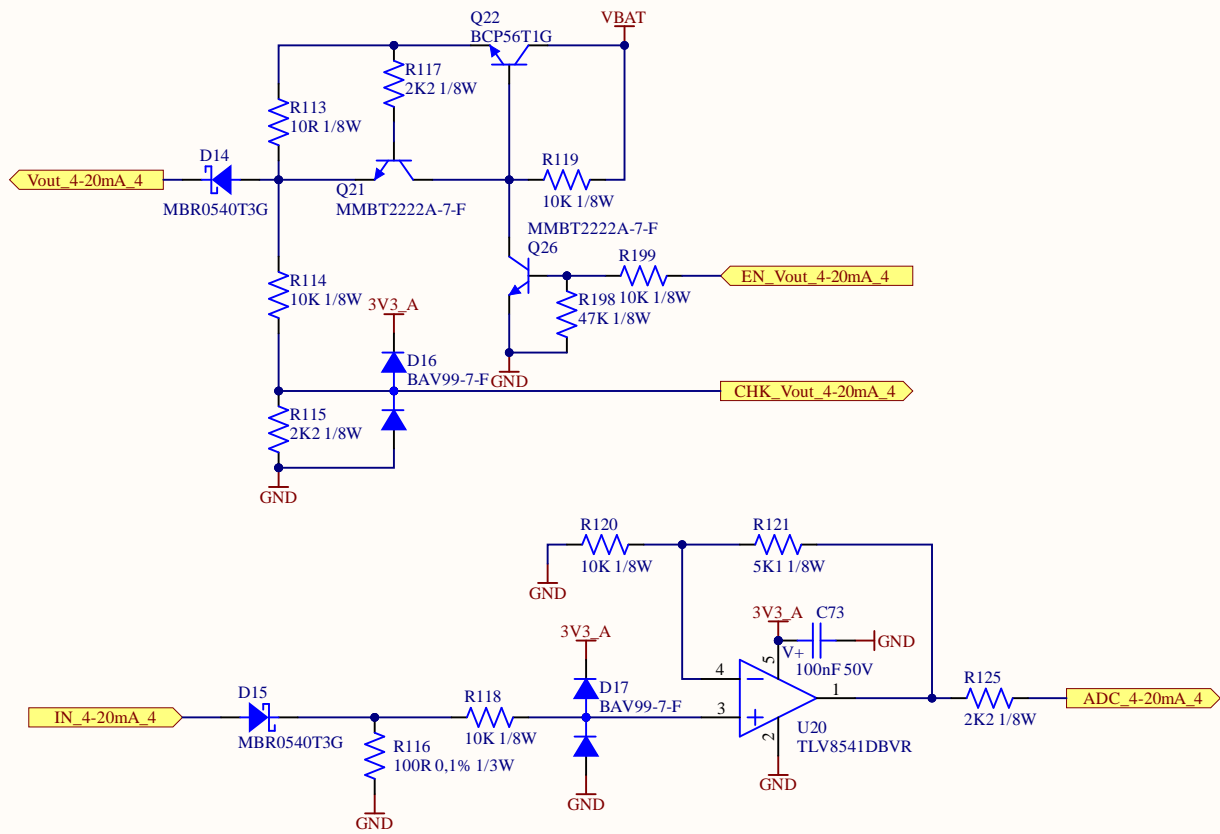 Q22
BCP56T1G
VBAT
R117
2K2 1/8W
R113
10R 1/8W
D14
Vout_4-20mA_4
MBR0540T3G
Q21
MMBT2222A-7-F
R119
10K 1/8W
MMBT2222A-7-F
Q26
R199
10K 1/8W
EN_Vout_4-20mA_4
R198
47K 1/8W
GND
R114
10K 1/8W
3V3_A
D16
BAV99-7-F
CHK_Vout_4-20mA_4
R115
2K2 1/8W
GND
R120
10K 1/8W
R121
5K1 1/8W
GND
3V3_A
C73
GND
V+
100nF 50V
5
3V3_A
D17
BAV99-7-F
4
3
1
2
U20
TLV8541DBVR
GND
R125
2K2 1/8W
ADC_4-20mA_4
IN_4-20mA_4
D15
MBR0540T3G
R118
10K 1/8W
R116
100R 0,1% 1/3W
GND
GND